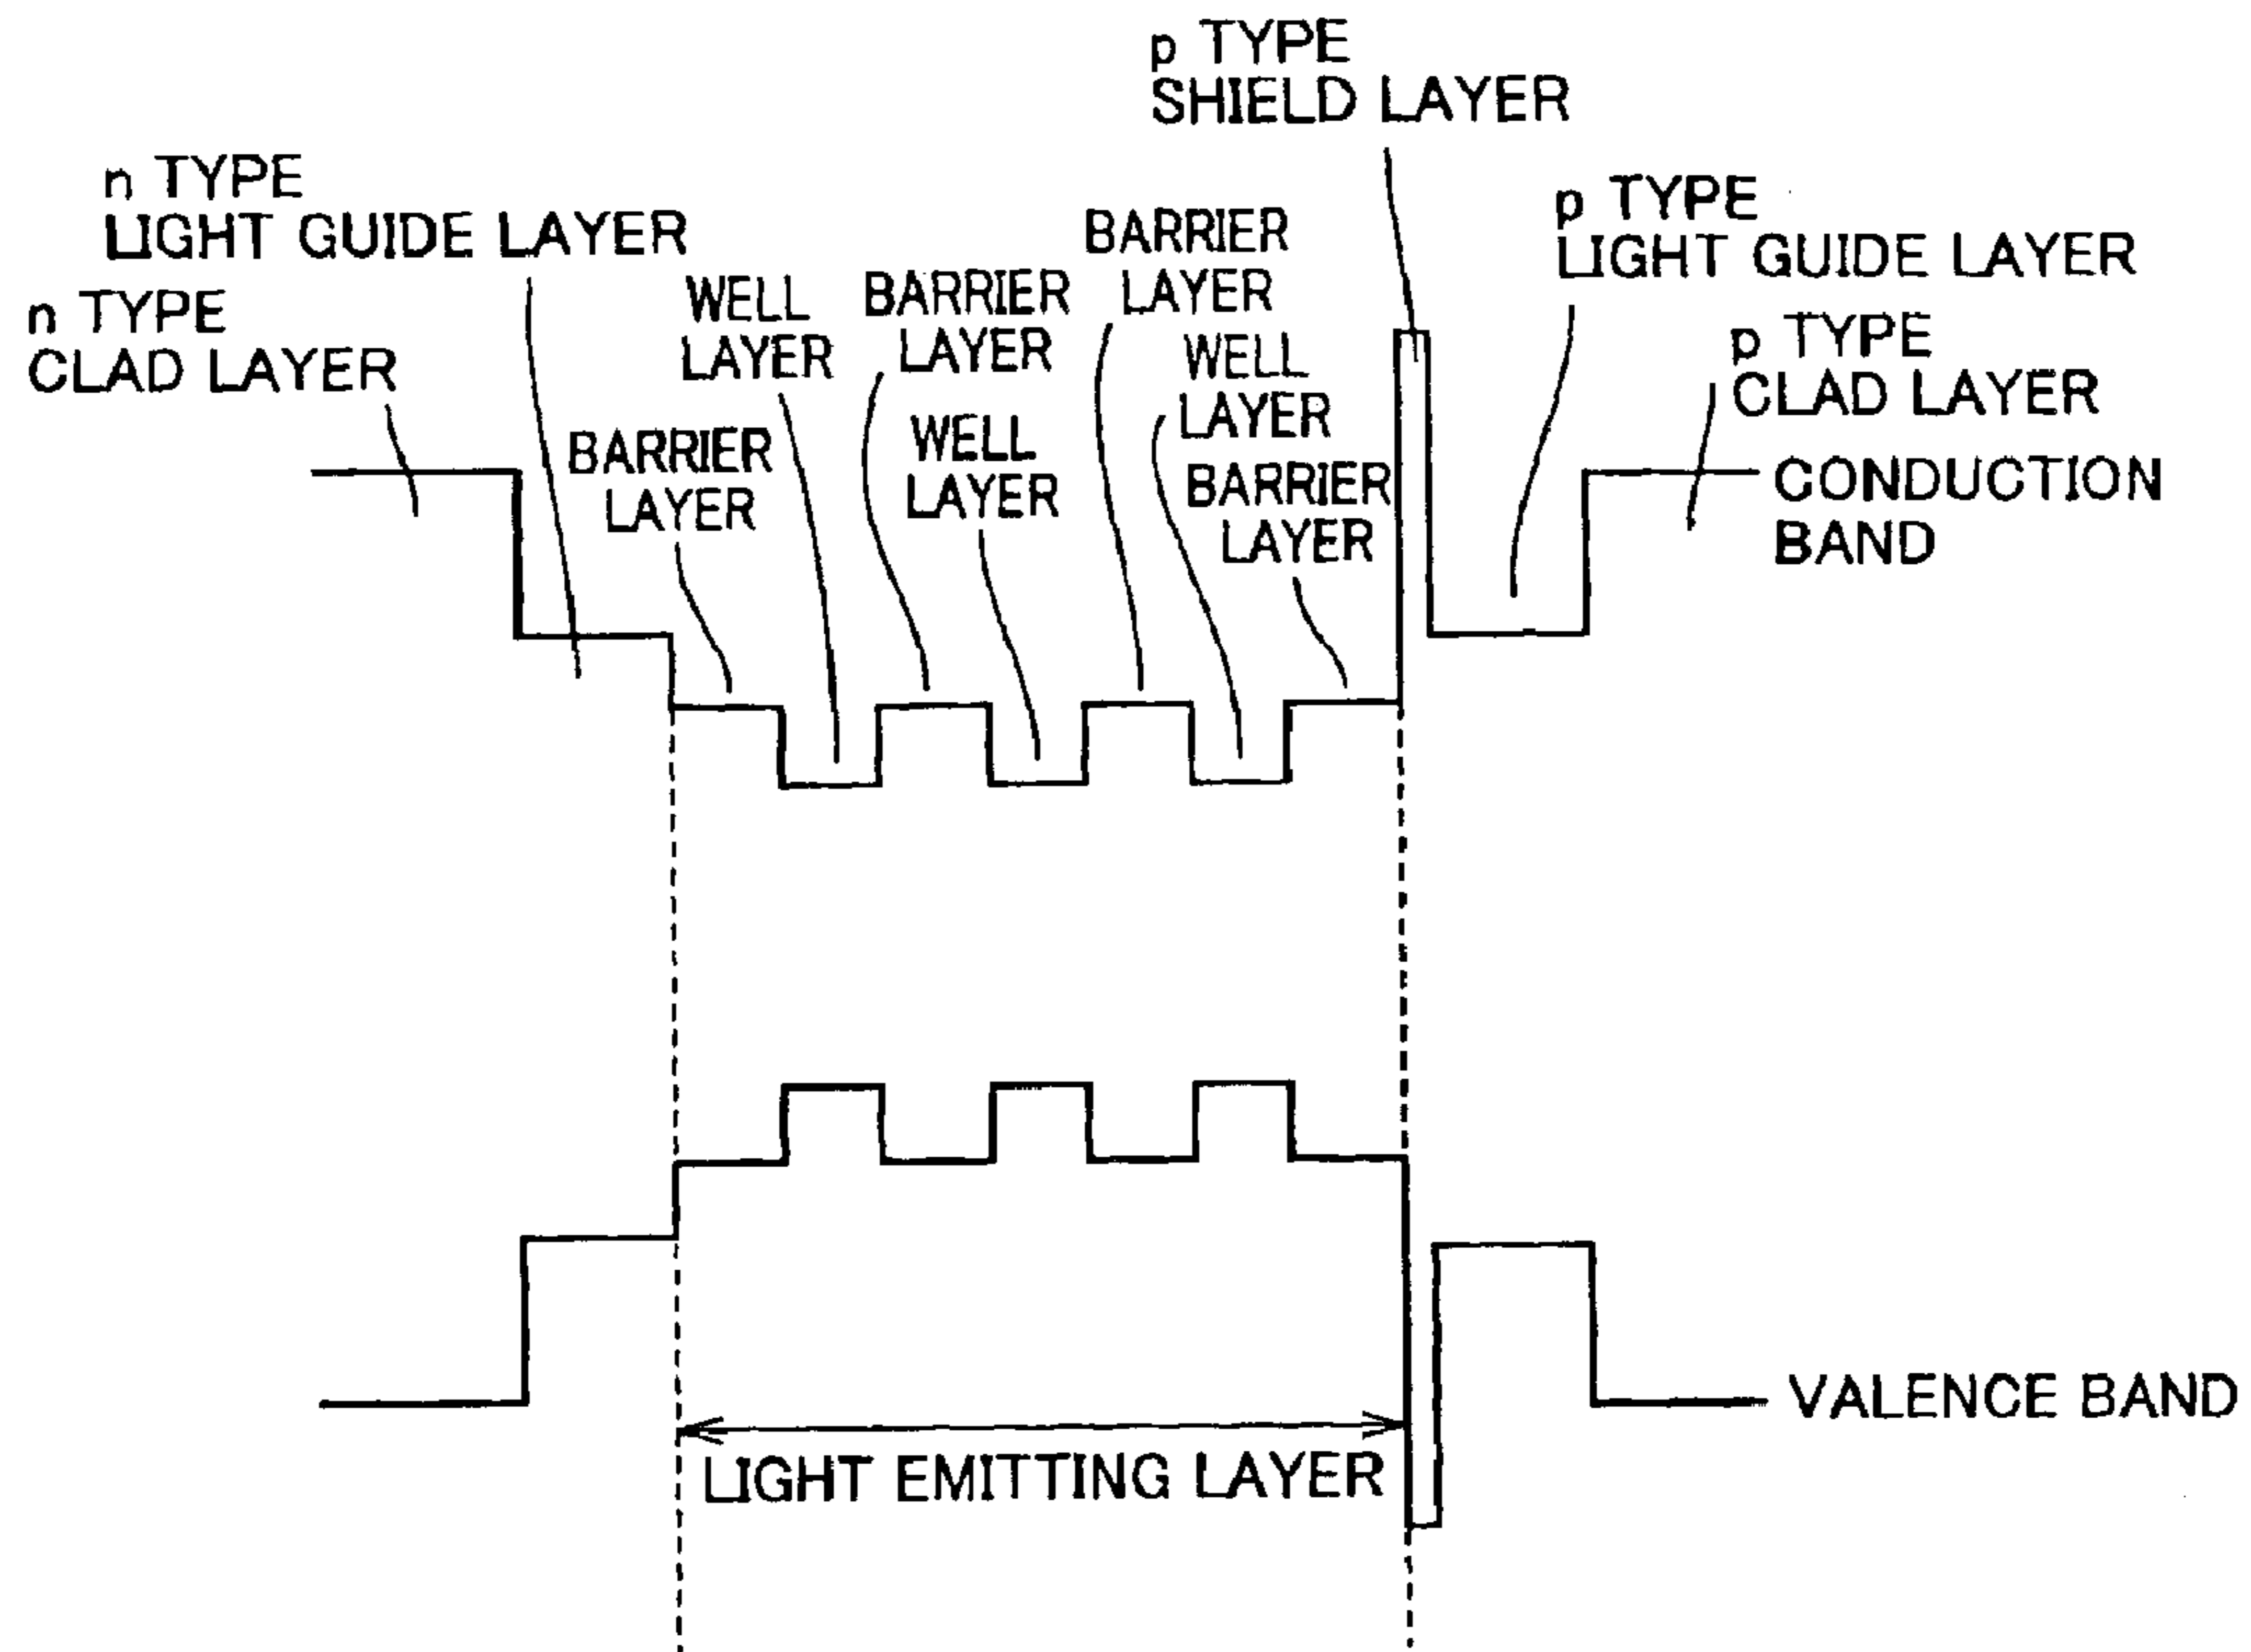 p TYPE
SHIELD LAYER
n TYPE
LIGHT GUIDE LAYER
p TYPE
LIGHT GUIDE LAYER
BARRIER
LAYER
n TYPE
CLAD LAYER
WELL
LAYER
BARRIER
LAYER
WELL
LAYER
p TYPE
CLAD LAYER
BARRIER
LAYER
WELL
LAYER
BARRIER
LAYER
CONDUCTION
BAND
VALENCE BAND
LIGHT EMITTING LAYER